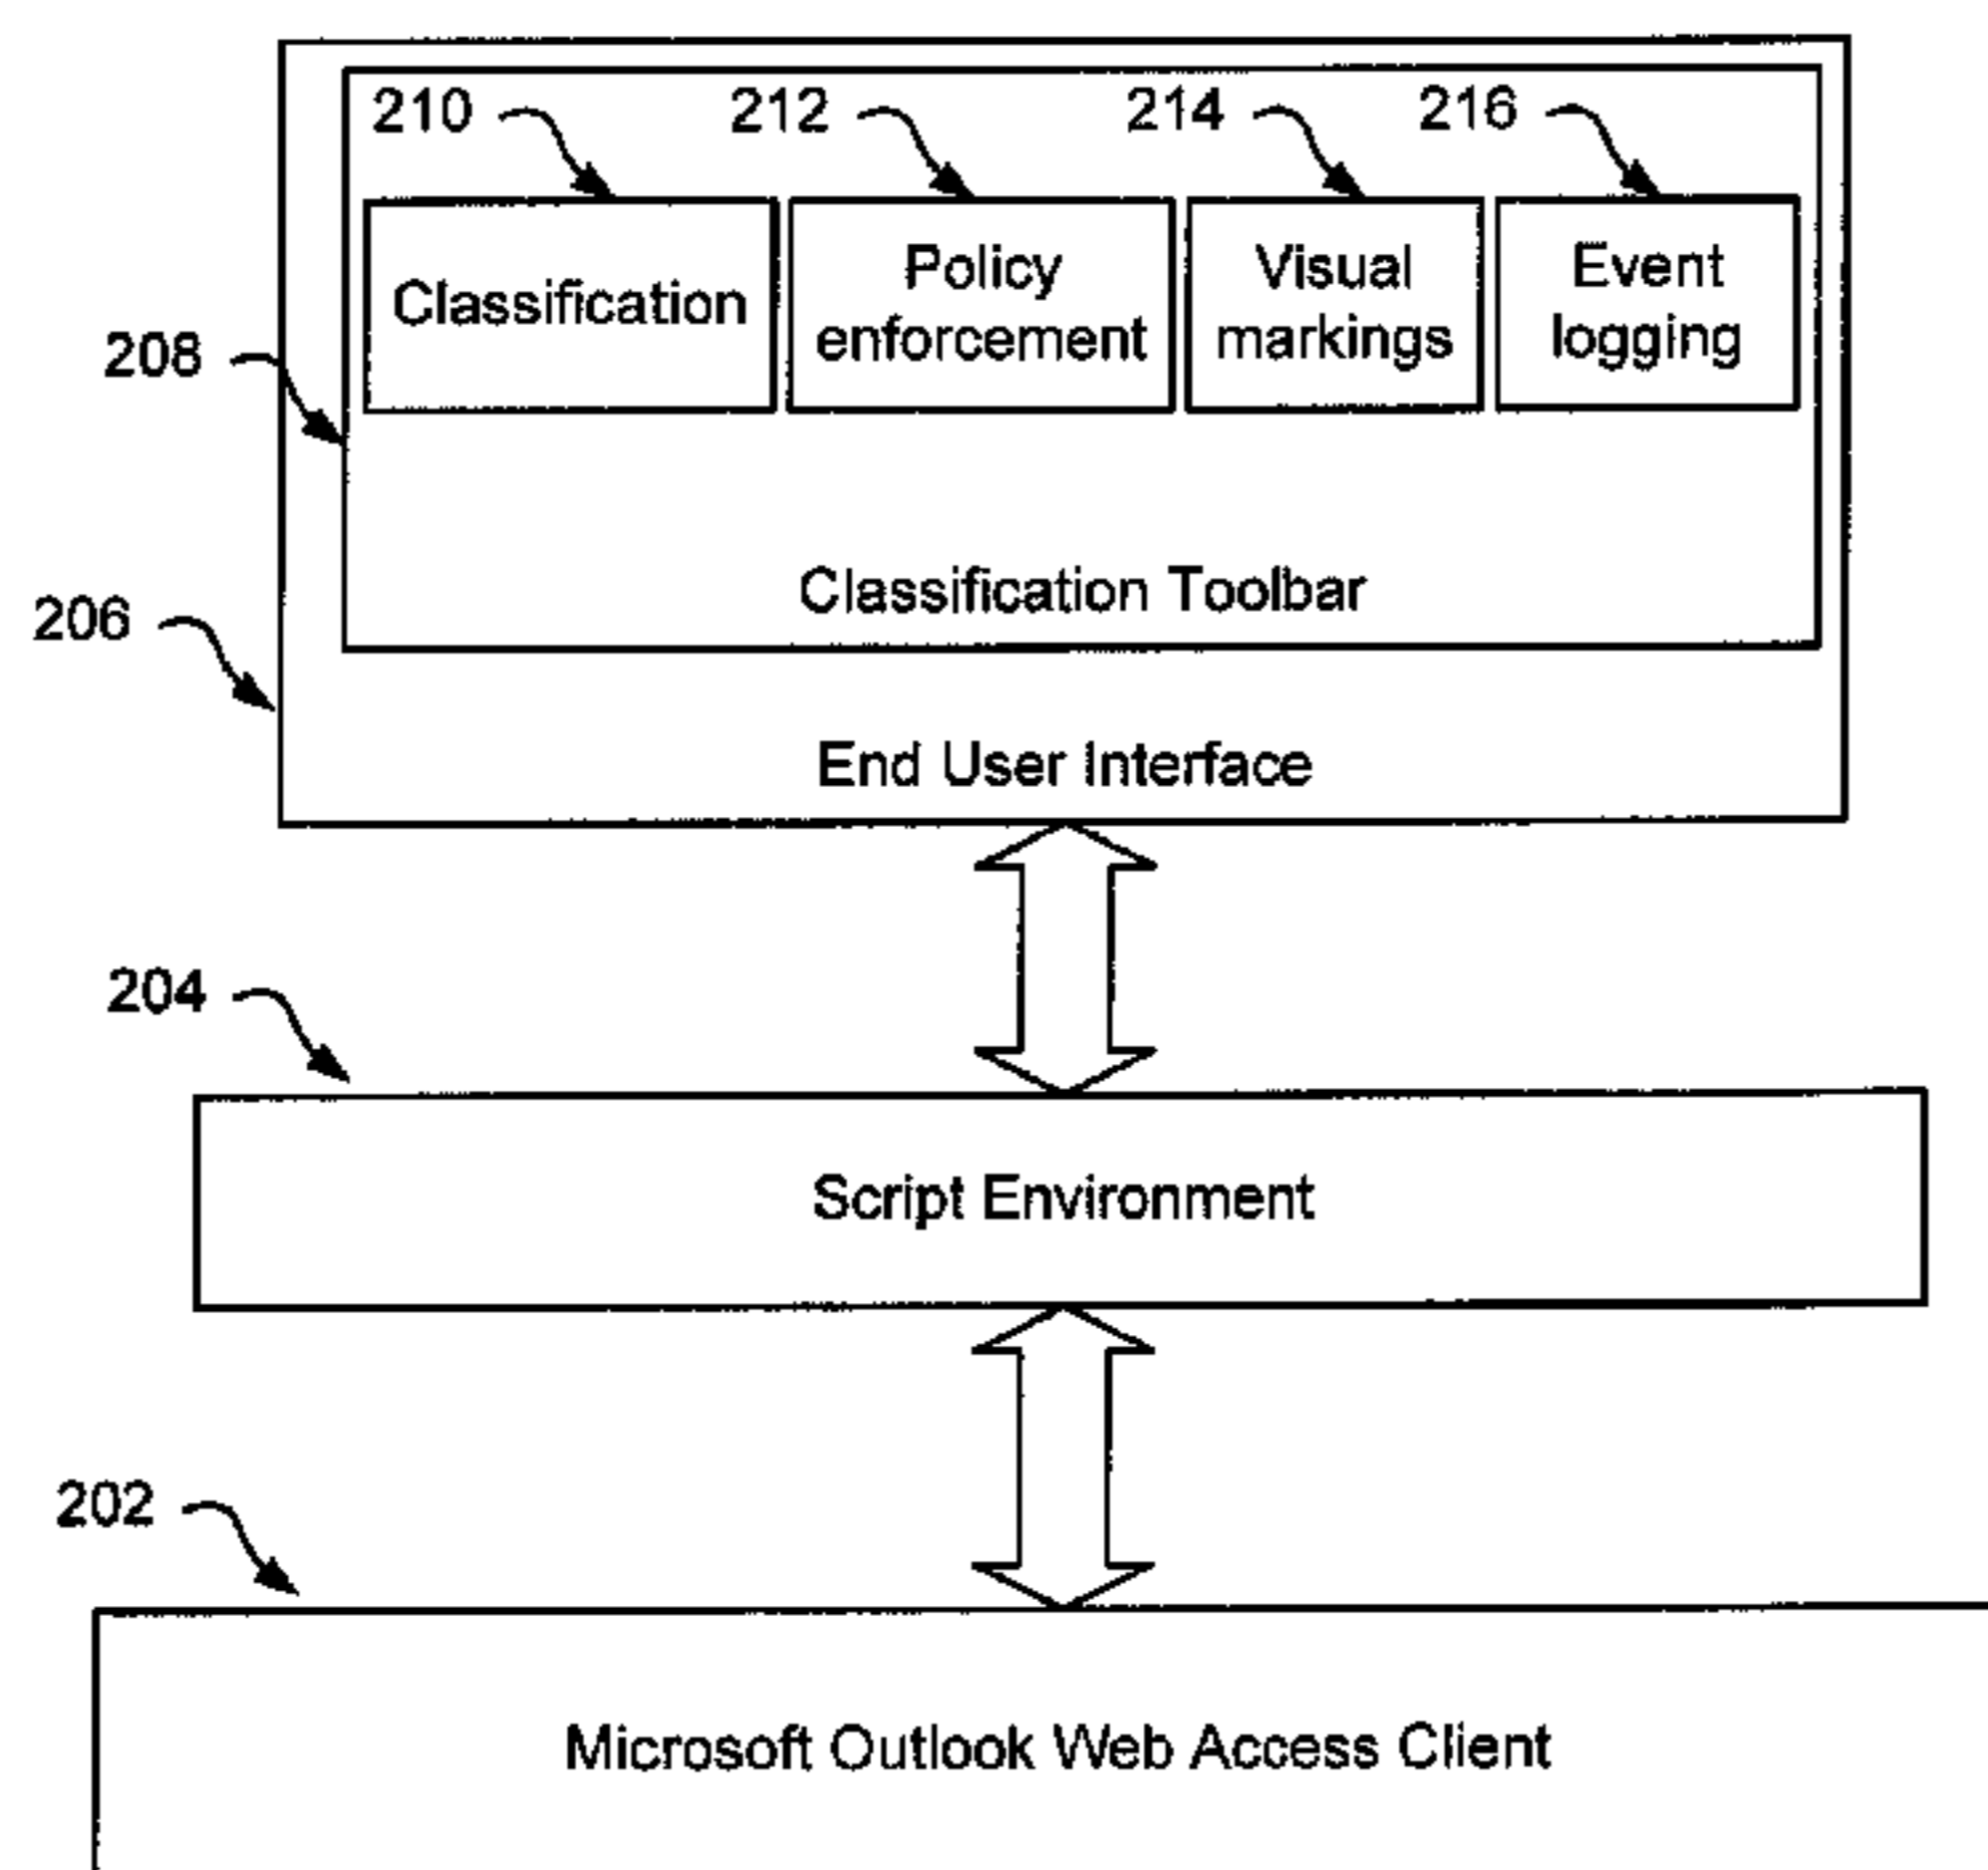 210
212
214
216
Classification
Policy
enforcement
Visual
markings
Event
logging
208
Classification Toolbar
206
End User Interface
204
Script Environment
202
Microsoft Outlook Web Access Client